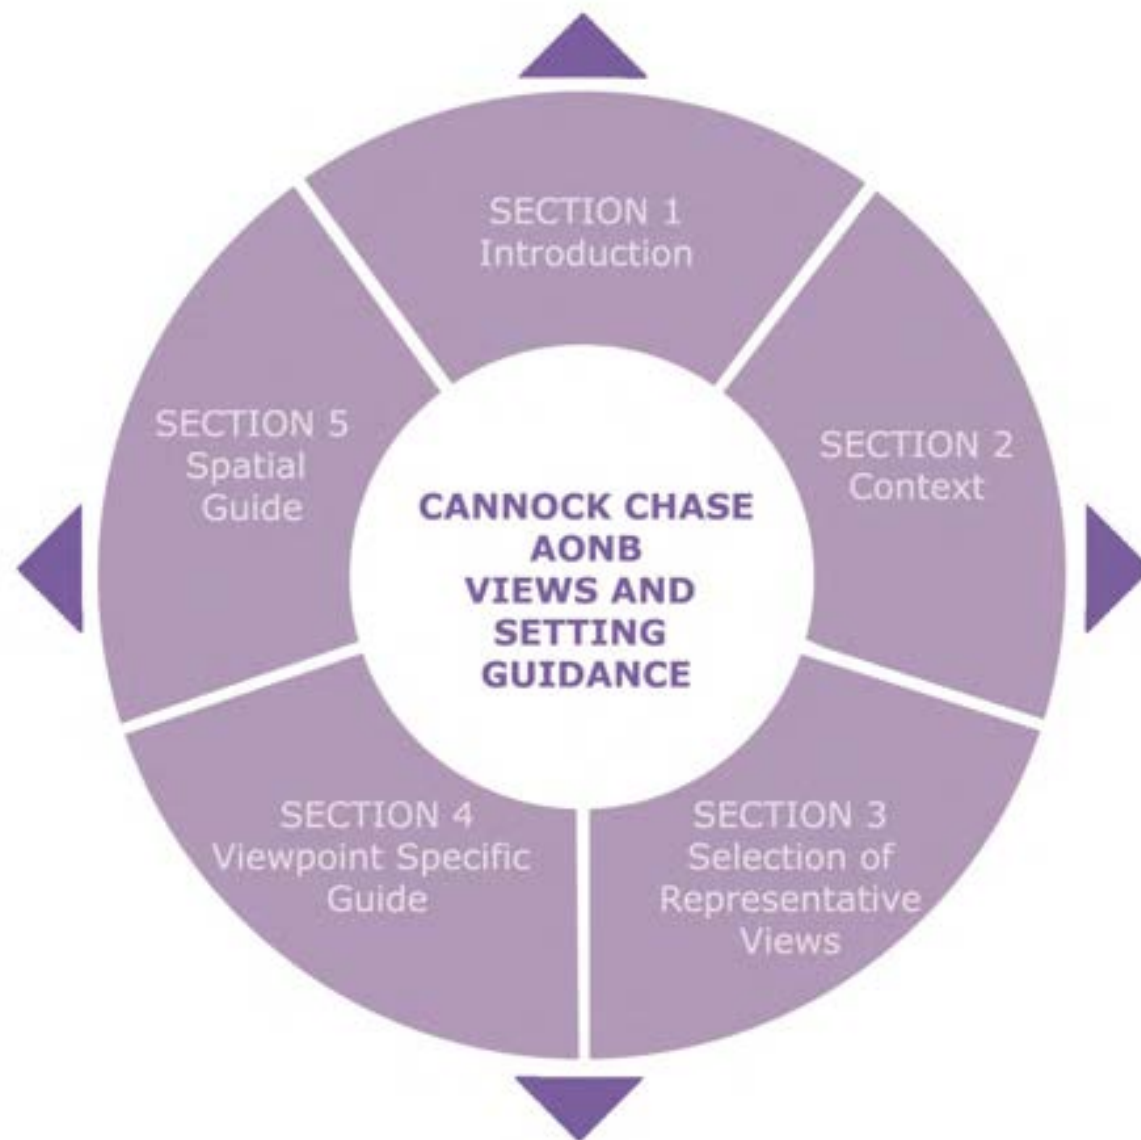 SECTION 1
Introduction
SECTION 2
Context
SECTION 3
Selection of
Representative
Views
SECTION 4
Viewpoint Specific
Guide
SECTION 5
Spatial
Guide
CANNOCK CHASE
AONB
VIEWS AND
SETTING
GUIDANCE